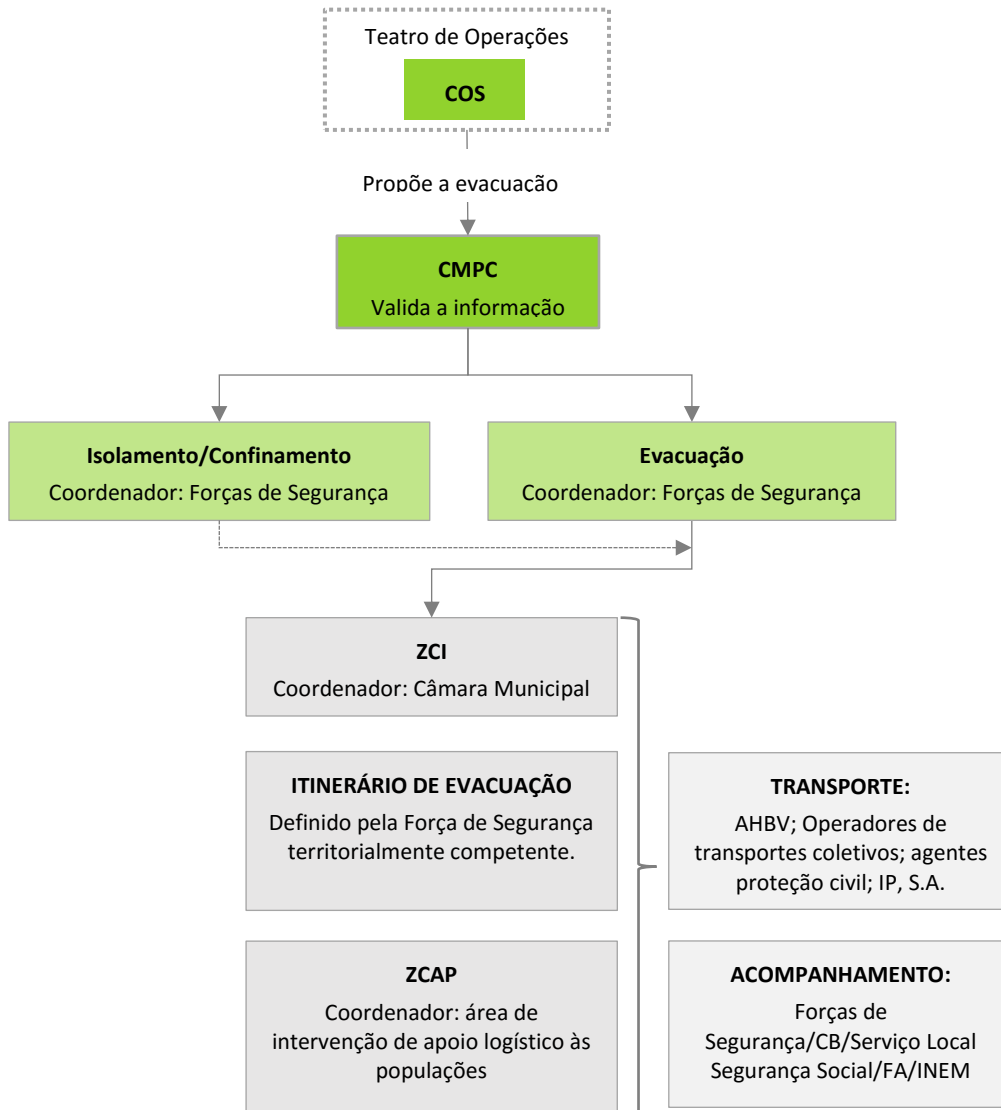 Teatro de Operações
COS
Propõe a evacuação
CMPC
Valida a informação
Isolamento/Confinamento
Coordenador: Forças de Segurança
Evacuação
Coordenador: Forças de Segurança
ZCI
Coordenador: Câmara Municipal
ITINERÁRIO DE EVACUAÇÃO
Definido pela Força de Segurança
territorialmente competente.
TRANSPORTE:
AHBV; Operadores de
transportes coletivos; agentes
proteção civil; IP, S.A.
ZCAP
Coordenador: área de
intervenção de apoio logístico às
populações
ACOMPANHAMENTO:
Forças de
Segurança/CB/Serviço Local
Segurança Social/FA/INEM